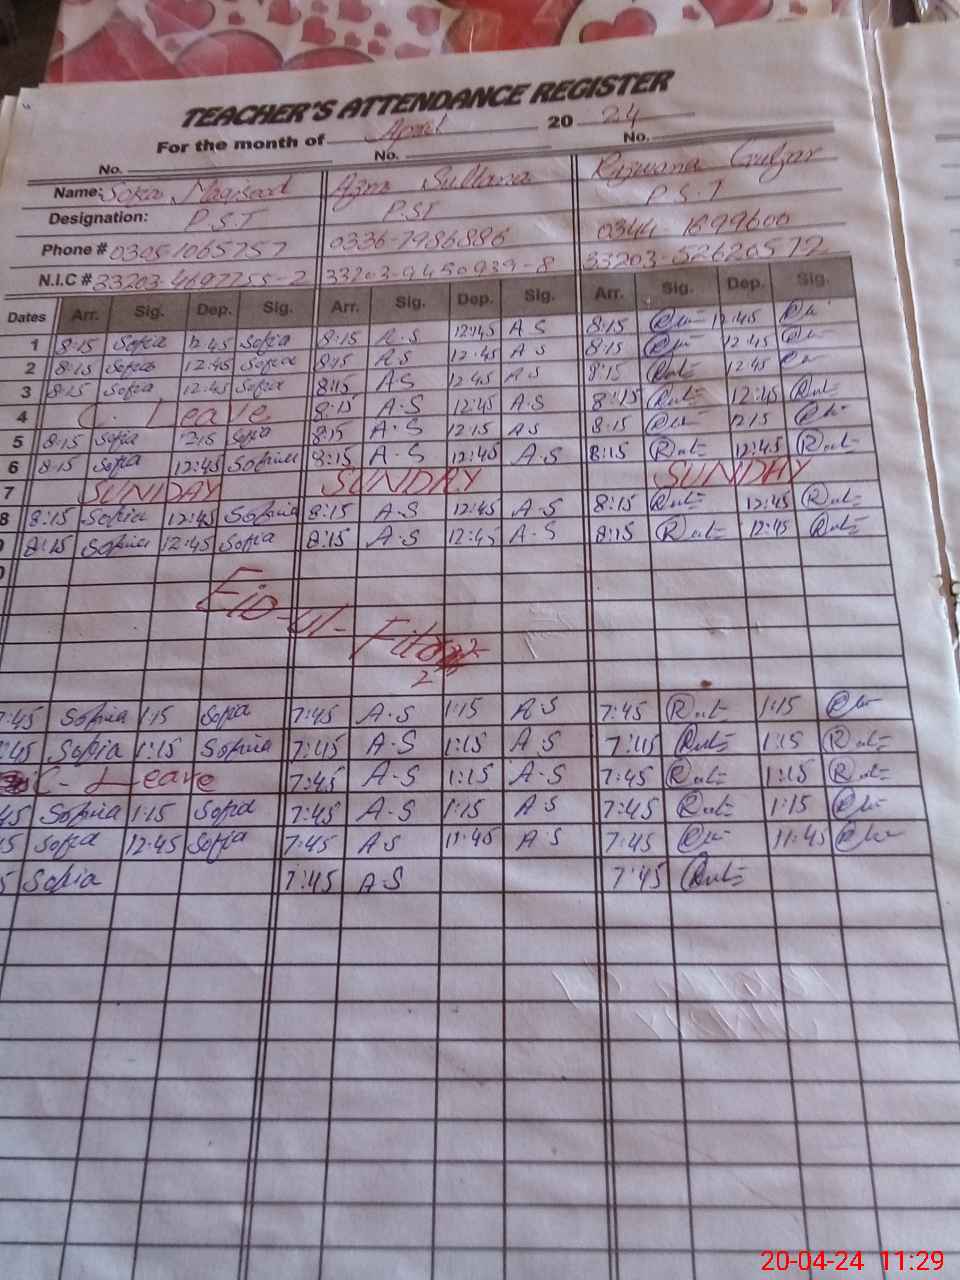 TEACHER'S ATTENDANCE REGISTER
For the month of April 20 24
No. No. No.
Name: Sofia Maqsood Azra Sultana Rizwana Gulzar
Designation: P.S.T P.ST P.S.T
Phone # 03051065757 0336-7986886 0344-1699600
N.I.C # 33203-4697255-2 33203-9450939-8 33203-52620572
Dates Arr. Sig. Dep. Sig. Arr. Sig. Dep. Sig. Arr. Sig. Dep. Sig.
1 8:15 Sofia 12:45 Sofia 8:15 A.S 12:45 A S 8:15 12:45
2 8:15 Sofia 12:45 Sofia 8:15 A S 12:45 A S 8:15 12:45
3 8:15 Sofia 12:45 Sofia 8:15 A S 12:45 A S 8:15 12:45
4 C. Leave 8:15 A.S 12:45 A.S 8:15 12:45
5 8:15 Sofia 12:15 Sofia 8:15 A.S 12:15 A S 8:15 12:15
6 8:15 Sofia 12:45 Sofia 8:15 A.S 12:45 A.S 8:15 12:45
7 SUNDAY SUNDAY SUNDAY
8 8:15 Sofia 12:45 Sofia 8:15 A.S 12:45 A.S 8:15 12:45
8:15 Sofia 12:45 Sofia 8:15 A.S 12:45 A-S 8:15 12:45
Eid-ul-
7:45 Sofia 1:15 Sofia 7:45 A-S 1:15 A S 7:45 1:15
:45 Sofia 1:15 Sofia 7:45 A-S 1:15 A S 7:45 1:15
C- Leave 7:45 A-S 1:15 A-S 7:45 1:15
45 Sofia 1:15 Sofia 7:45 A-S 1:15 A S 7:45 1:15
5 Sofia 12:45 Sofia 7:45 A S 11:45 A S 7:45 11:45
5 Sofia 7:45 A-S 7:45
20-04-24 11:29